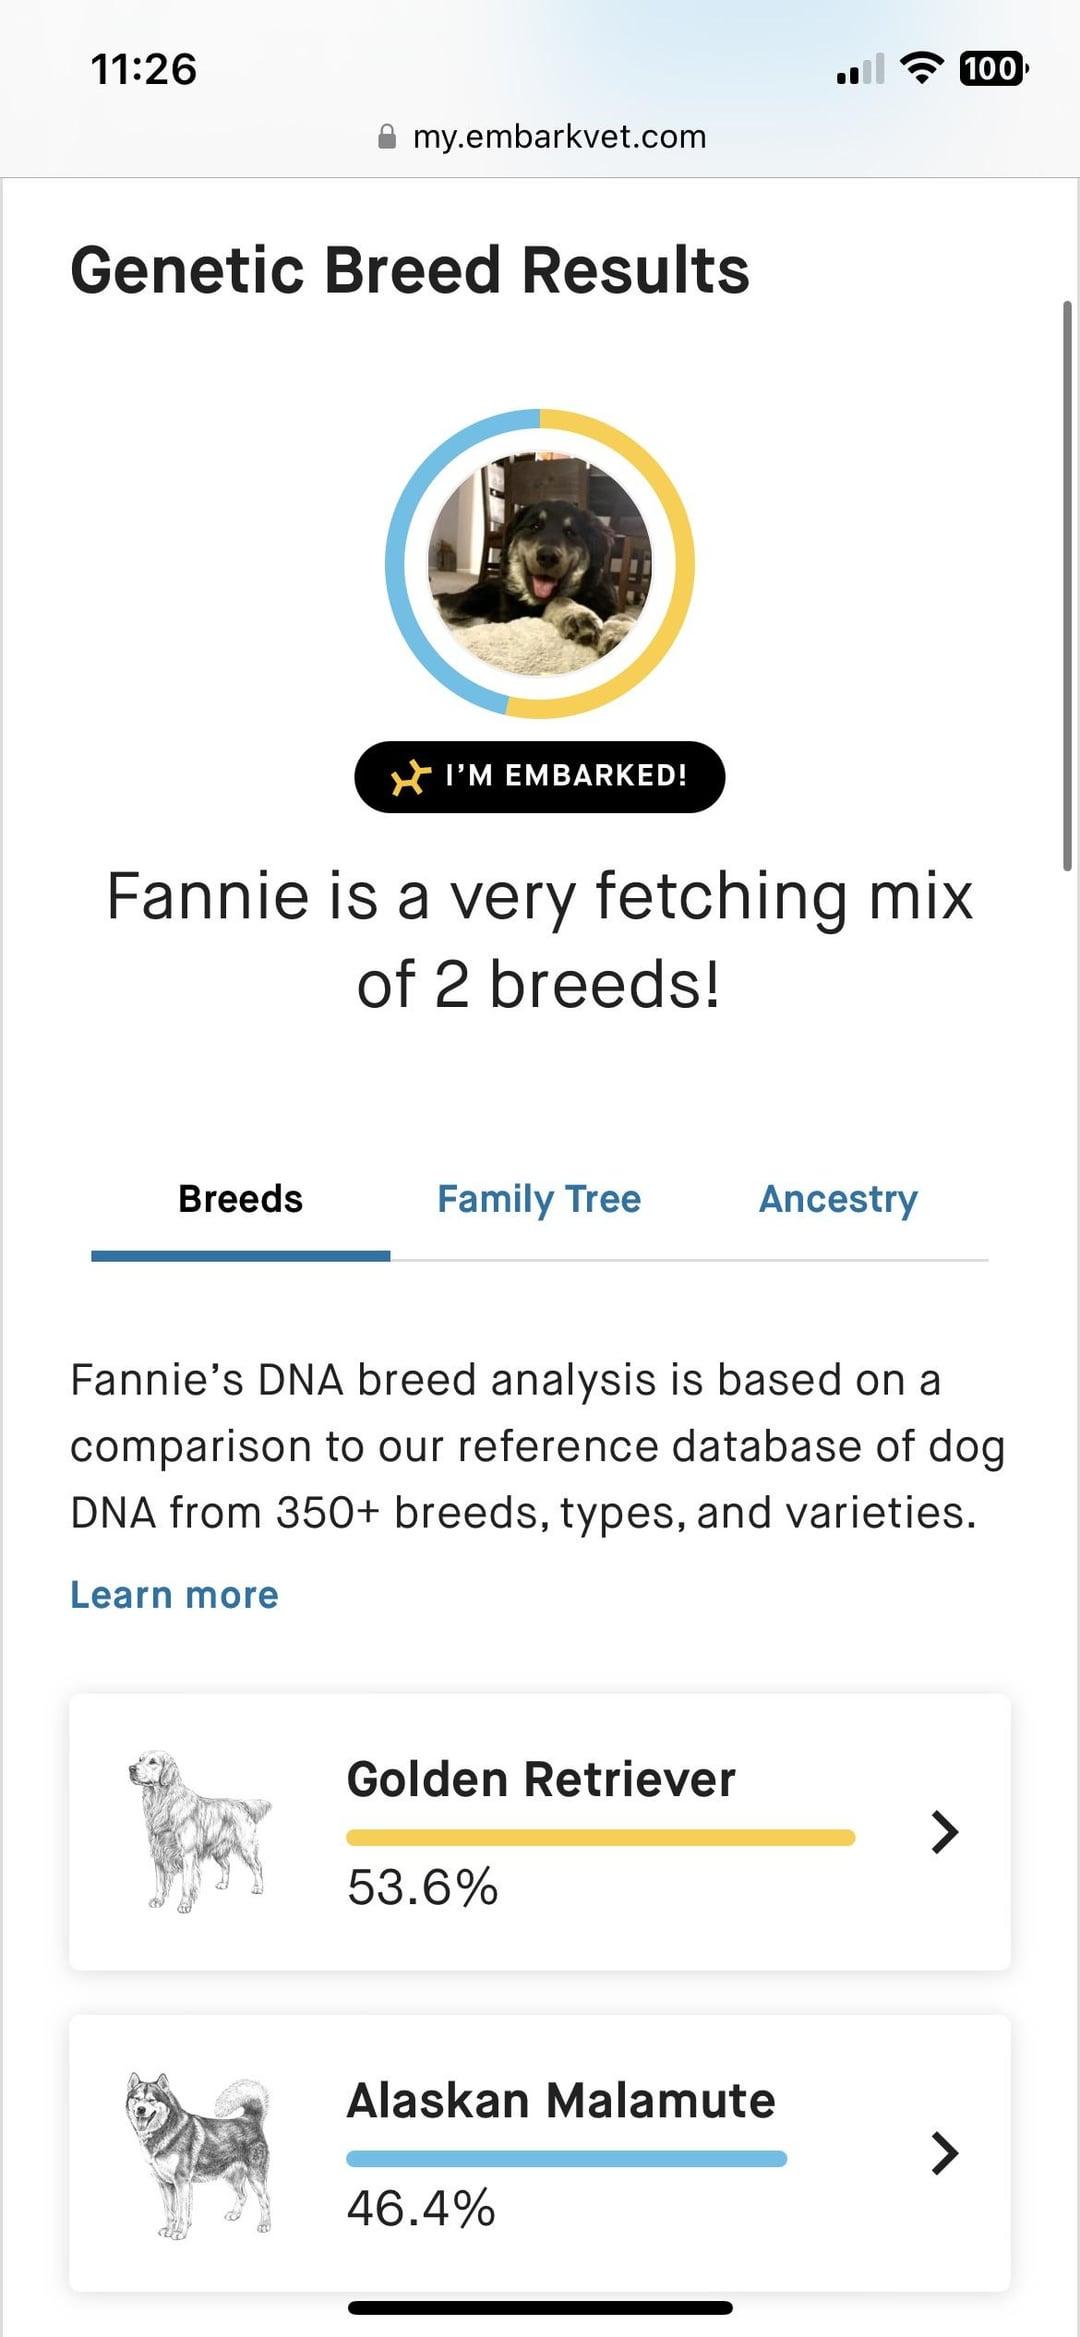 11:26
100
my.embarkvet.com
Genetic Breed Results
I’M EMBARKED!
Fannie is a very fetching mix
of 2 breeds!
Breeds Family Tree Ancestry
Fannie’s DNA breed analysis is based on a
comparison to our reference database of dog
DNA from 350+ breeds, types, and varieties.
Learn more
Golden Retriever
53.6%
Alaskan Malamute
46.4%